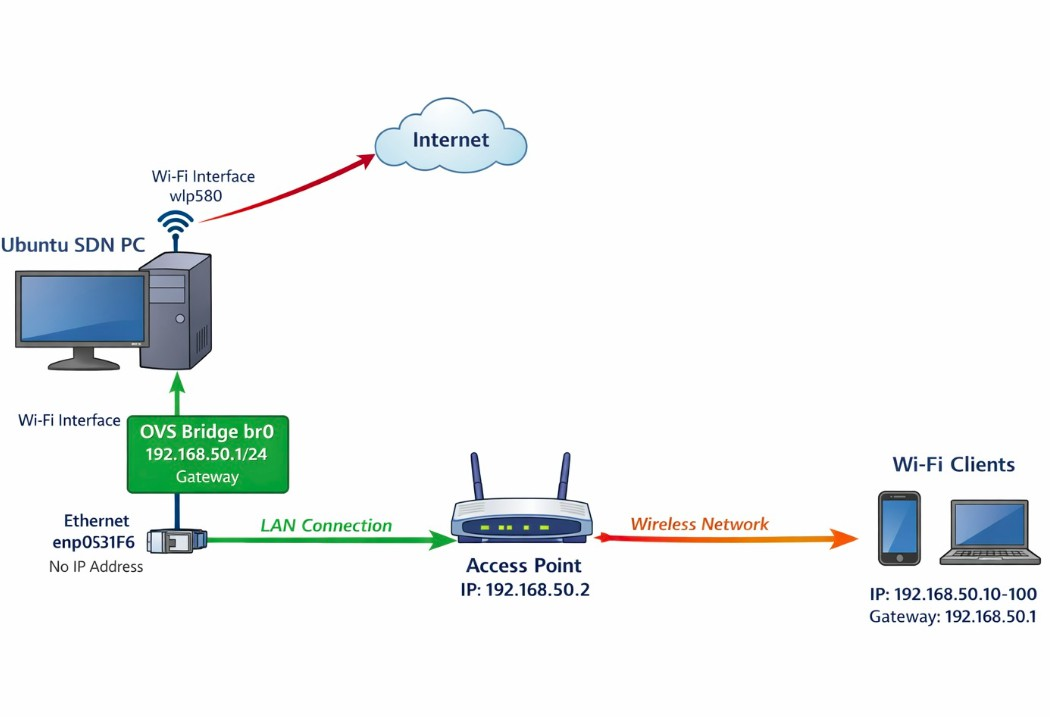 Internet
Wi-Fi Interface
wlp580
Ubuntu SDN PC
Wi-Fi Interface
OVS Bridge br0
192.168.50.1/24
Gateway
Ethernet
enp0S31F6
No IP Address
LAN Connection
Access Point
IP: 192.168.50.2
Wireless Network
Wi-Fi Clients
IP: 192.168.50.10-100
Gateway: 192.168.50.1